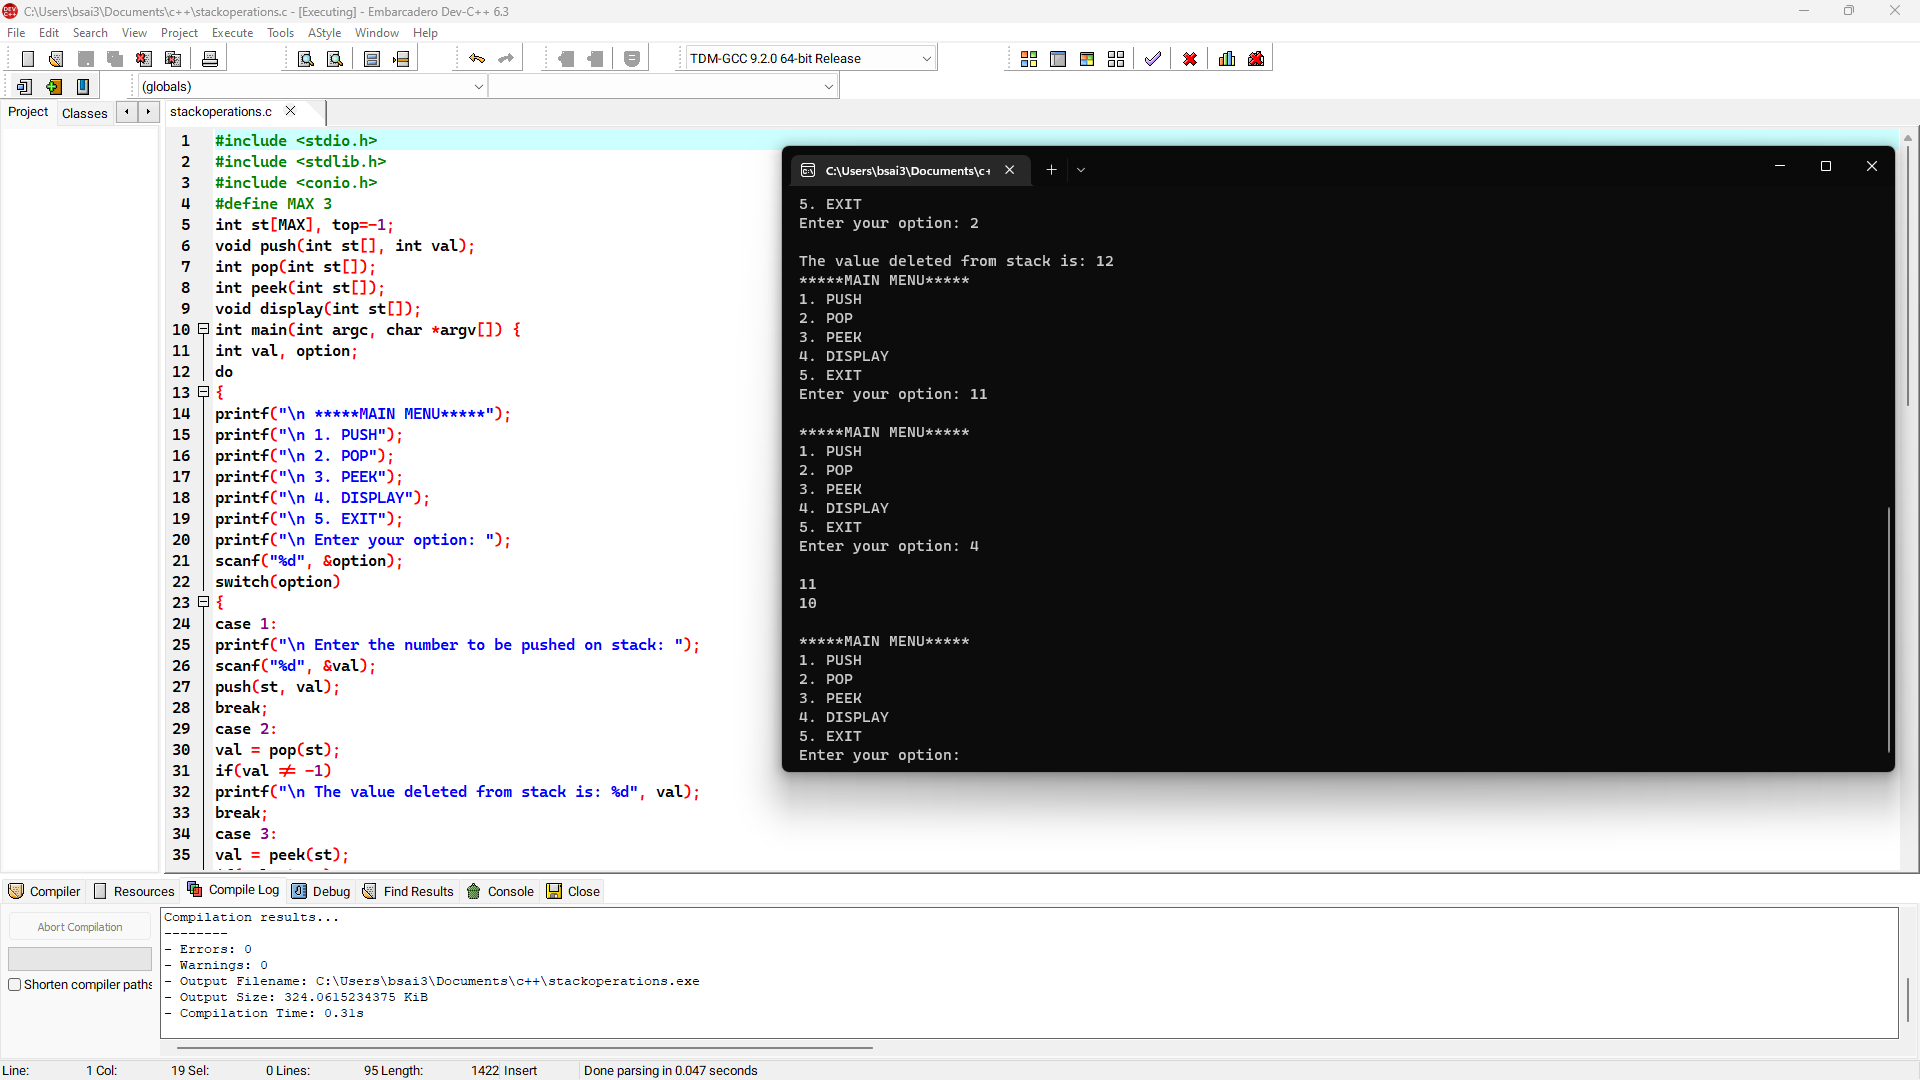 C:\Users\bsai3\Documents\c++\stackoperations.c - [Executing] - Embarcadero Dev-C++ 6.3
File Edit Search View Project Execute Tools AStyle Window Help
TDM-GCC 9.2.0 64-bit Release
(globals)
Project Classes
stackoperations.c
1 #include <stdio.h>
2 #include <stdlib.h>
3 #include <conio.h>
4 #define MAX 3
5 int st[MAX], top=-1;
6 void push(int st[], int val);
7 int pop(int st[]);
8 int peek(int st[]);
9 void display(int st[]);
10 int main(int argc, char *argv[]) {
11 int val, option;
12 do
13 {
14 printf("\n *****MAIN MENU*****");
15 printf("\n 1. PUSH");
16 printf("\n 2. POP");
17 printf("\n 3. PEEK");
18 printf("\n 4. DISPLAY");
19 printf("\n 5. EXIT");
20 printf("\n Enter your option: ");
21 scanf("%d", &option);
22 switch(option)
23 {
24 case 1:
25 printf("\n Enter the number to be pushed on stack: ");
26 scanf("%d", &val);
27 push(st, val);
28 break;
29 case 2:
30 val = pop(st);
31 if(val ≠ -1)
32 printf("\n The value deleted from stack is: %d", val);
33 break;
34 case 3:
35 val = peek(st);
C:\Users\bsai3\Documents\c+
5. EXIT
Enter your option: 2
The value deleted from stack is: 12
*****MAIN MENU*****
1. PUSH
2. POP
3. PEEK
4. DISPLAY
5. EXIT
Enter your option: 11
*****MAIN MENU*****
1. PUSH
2. POP
3. PEEK
4. DISPLAY
5. EXIT
Enter your option: 4
11
10
*****MAIN MENU*****
1. PUSH
2. POP
3. PEEK
4. DISPLAY
5. EXIT
Enter your option:
Compiler Resources Compile Log Debug Find Results Console Close
Abort Compilation
Shorten compiler paths
Compilation results...
--------
- Errors: 0
- Warnings: 0
- Output Filename: C:\Users\bsai3\Documents\c++\stackoperations.exe
- Output Size: 324.0615234375 KiB
- Compilation Time: 0.31s
Line: 1 Col: 19 Sel: 0 Lines: 95 Length: 1422 Insert Done parsing in 0.047 seconds